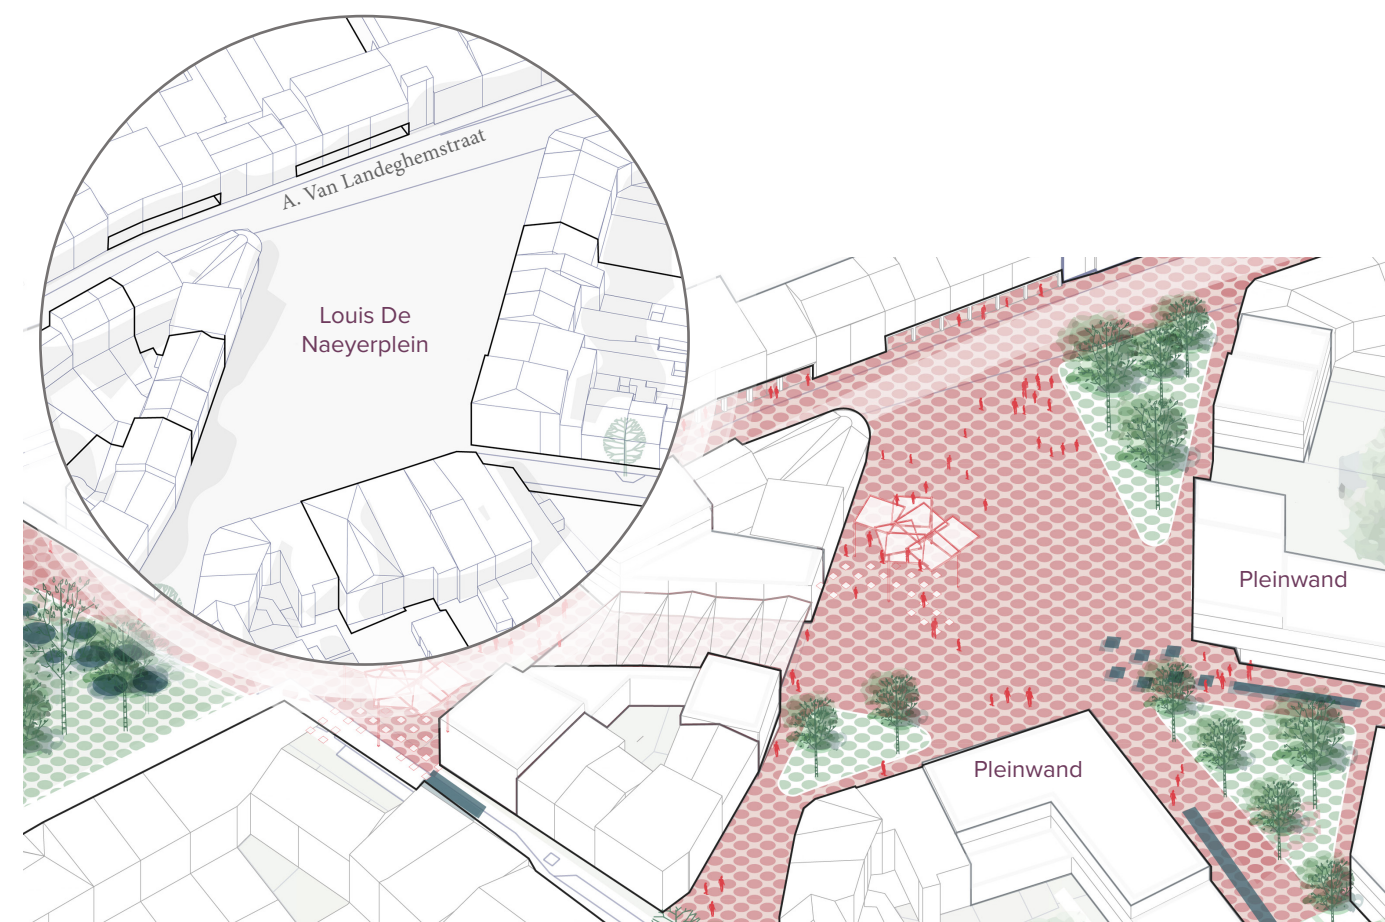 A. Van Landeghemstraat
Louis De
Naeyerplein
Pleinwand
Pleinwand